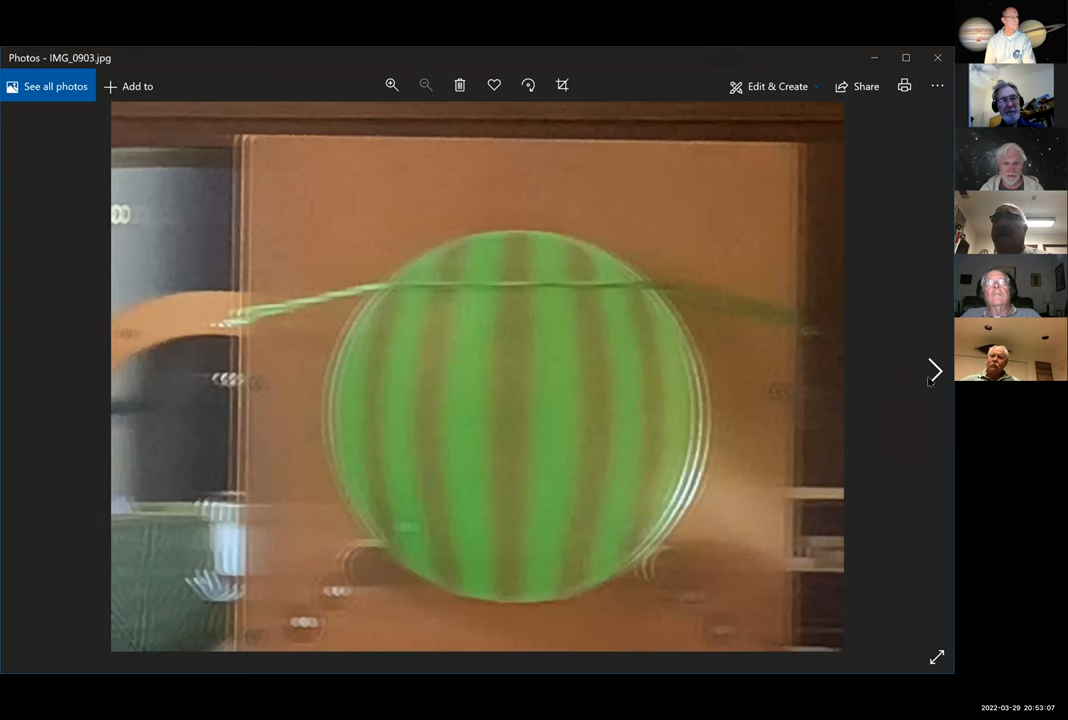 Photos - IMG_0903.jpg
See all photos
Add to
Edit & Create
Share
2022-03-29 20:53:07